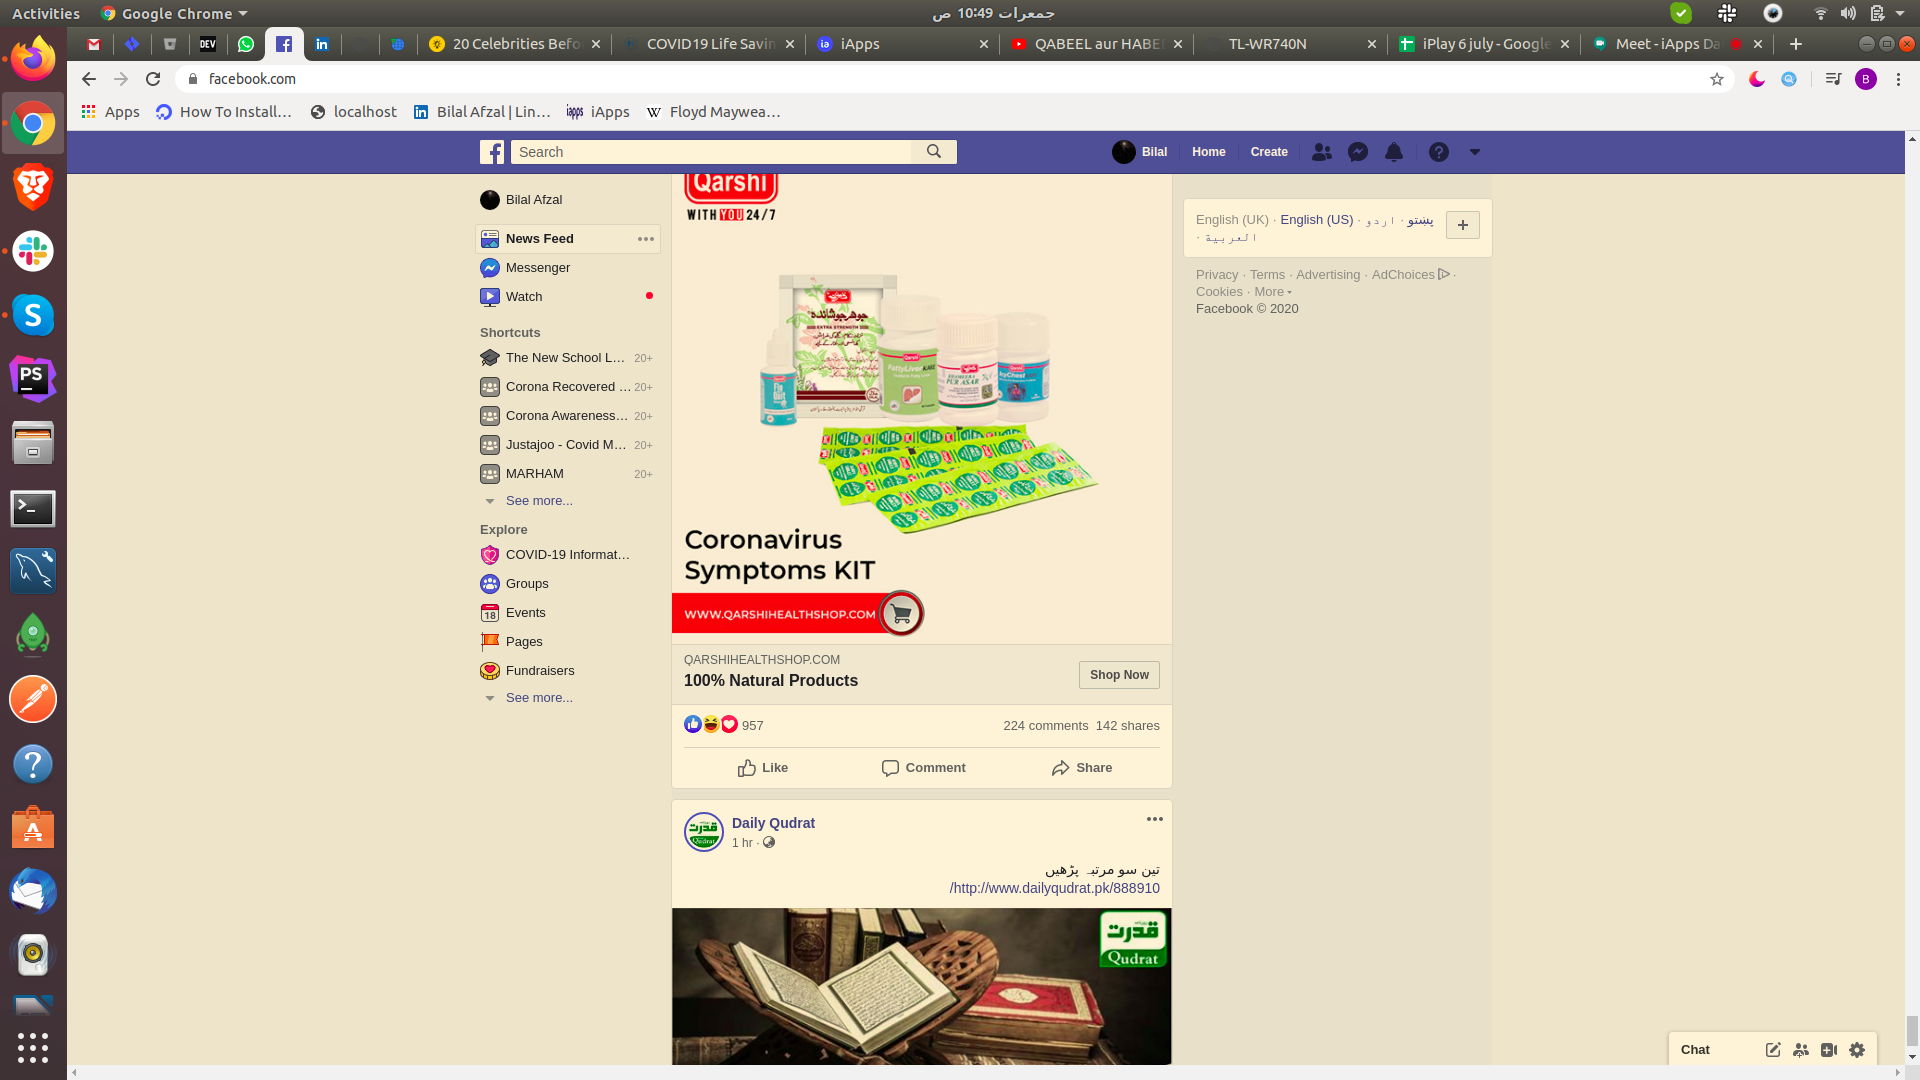 Activities
Google Chrome
جمعرات 10:49 ص
20 Celebrities Befo
COVID19 Life Savin
iApps
QABEEL aur HABE
TL-WR740N
iPlay 6 july - Google
Meet - iApps Da
facebook.com
B
Apps
How To Install…
localhost
Bilal Afzal | Lin…
iApps
Floyd Maywea…
Search
Bilal
Home
Create
Bilal Afzal
News Feed
Messenger
Watch
Shortcuts
The New School L... 20+
Corona Recovered ... 20+
Corona Awareness... 20+
Justajoo - Covid M... 20+
MARHAM 20+
See more...
Explore
COVID-19 Informat...
Groups
Events
Pages
Fundraisers
See more...
Qarshi
WITH YOU 24/7
جوهر جوشانده
EXTRA STRENGTH
Qarshi
FattyLiver
Coronavirus
Symptoms KIT
WWW.QARSHIHEALTHSHOP.COM
QARSHIHEALTHSHOP.COM
100% Natural Products
Shop Now
957
224 comments 142 shares
Like
Comment
Share
Daily Qudrat
1 hr ·
تین سو مرتبہ پڑھیں
http://www.dailyqudrat.pk/888910/
قدرت
Qudrat
English (UK) · English (US) · اردو · پښتو
· العربية
Privacy · Terms · Advertising · AdChoices ·
Cookies · More
Facebook © 2020
Chat